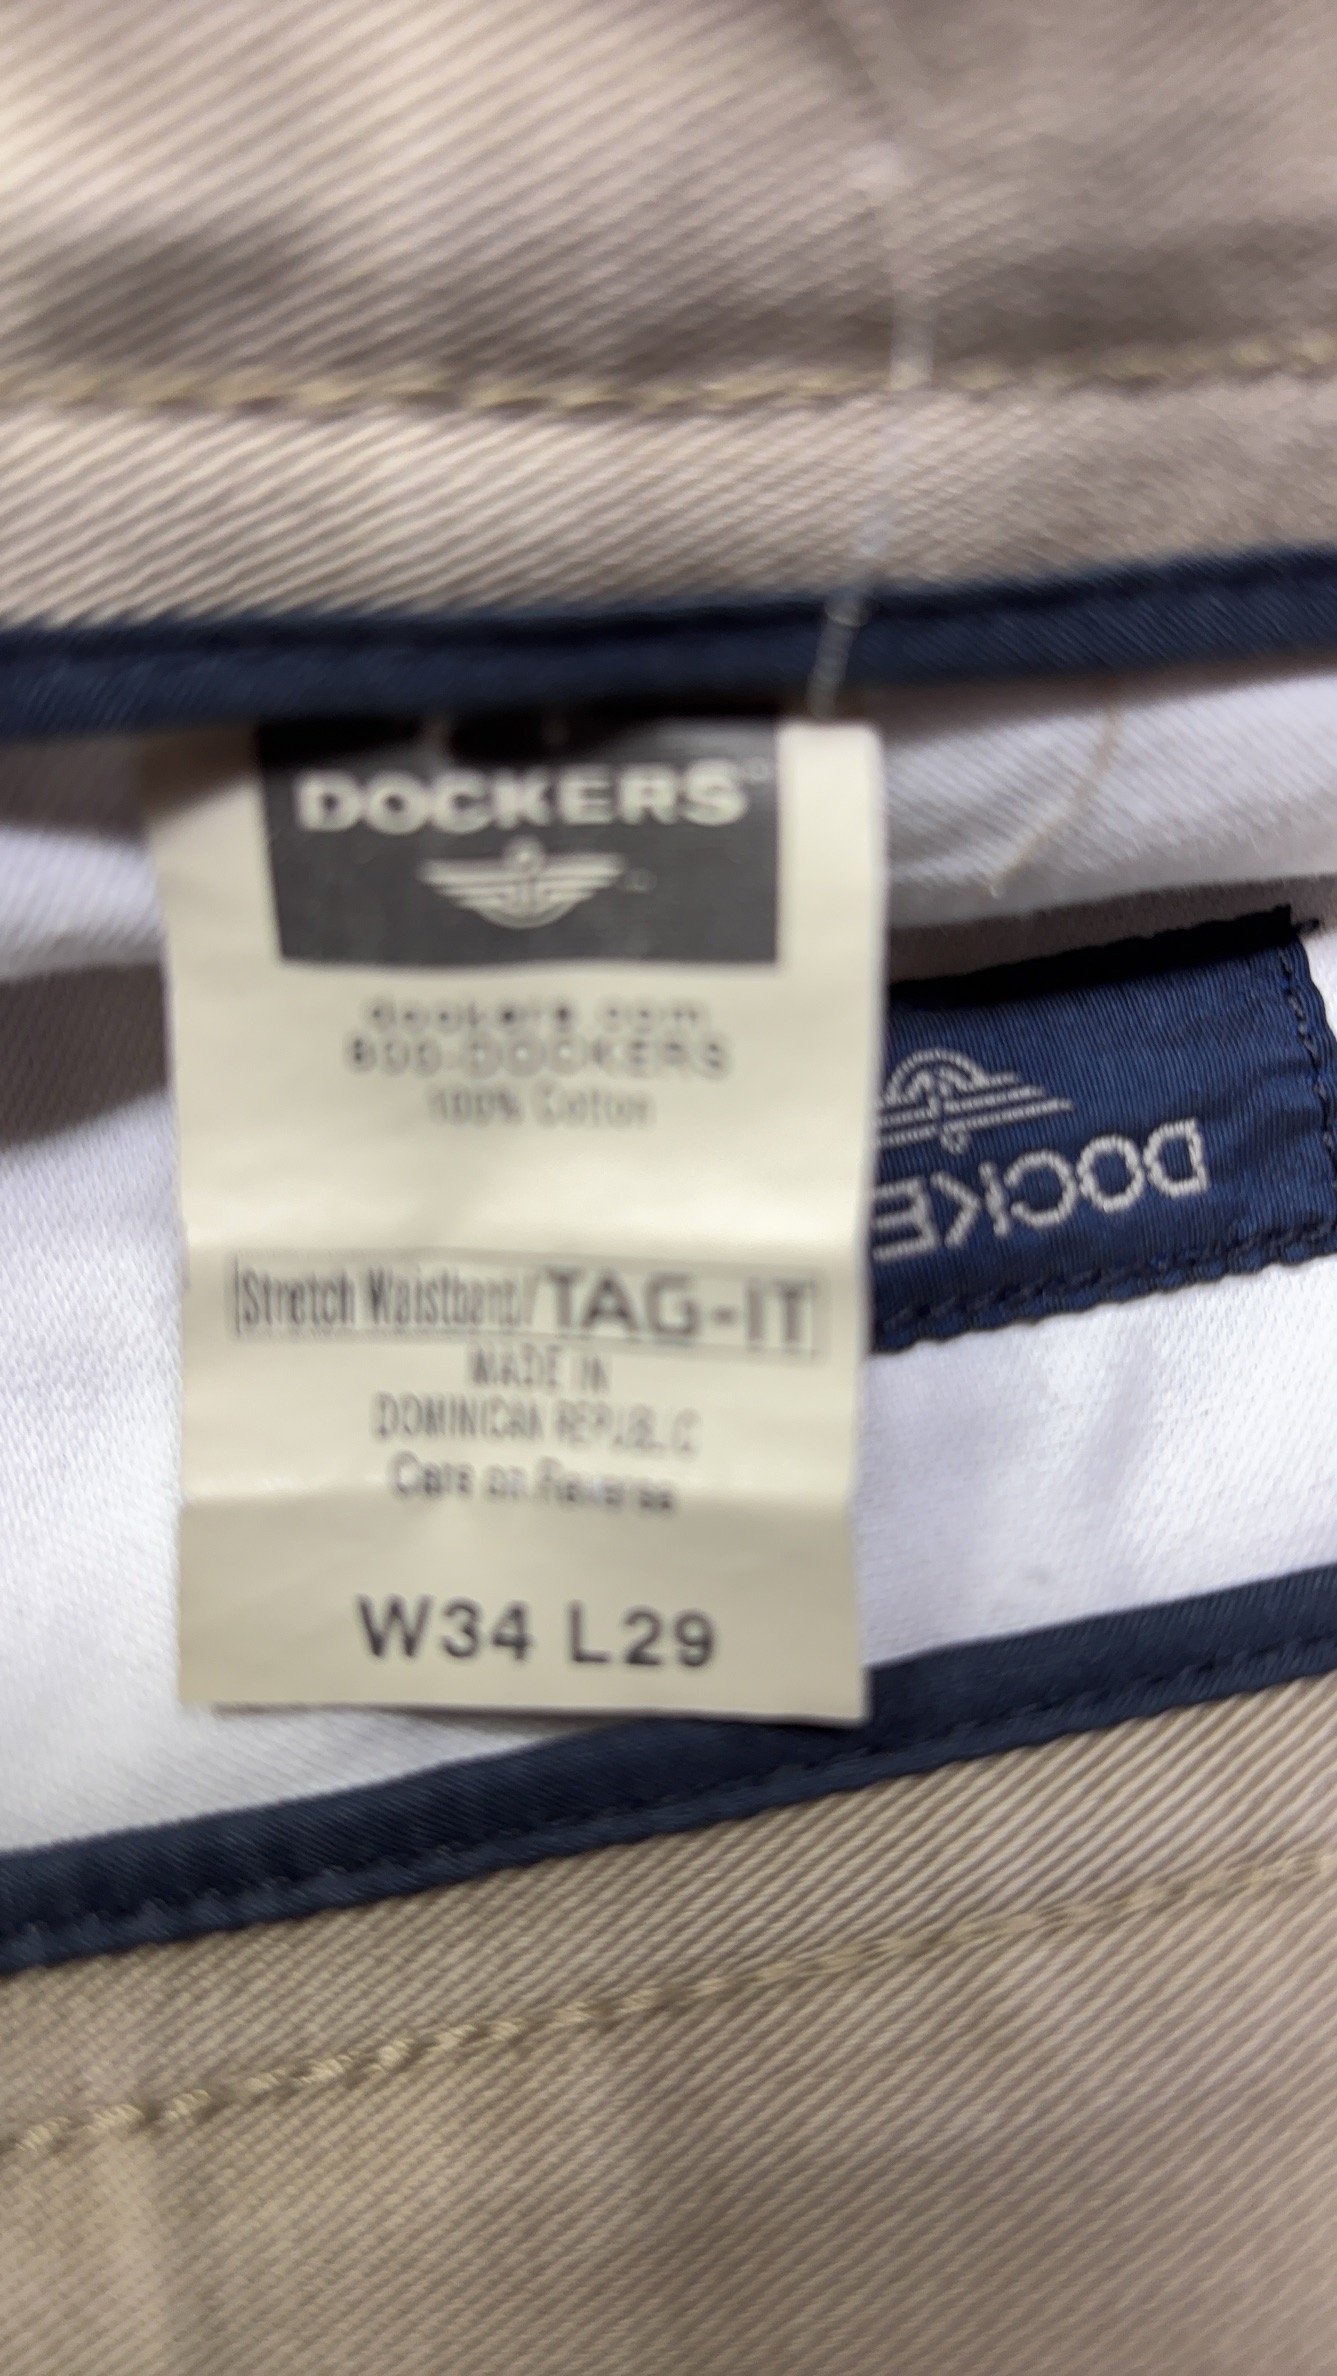 DOCKERS
dockers.com
800-DOCKERS
100% Cotton
Stretch Waistband/TAG-IT
MADE IN
DOMINICAN REPUBLIC
Care on Reverse
W34 L29
DOCKE